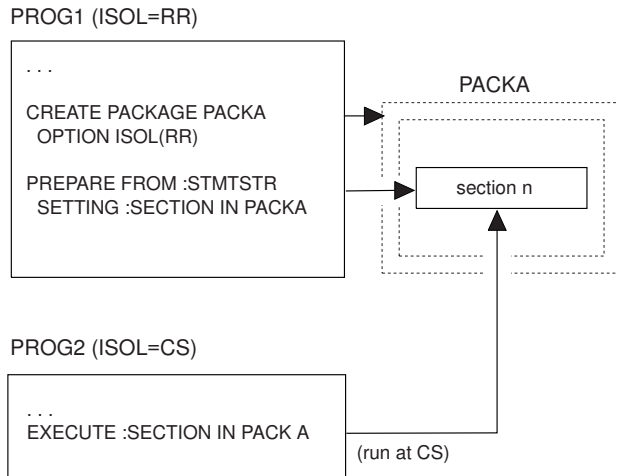 PROG1 (ISOL=RR)
. . .
CREATE PACKAGE PACKA
OPTION ISOL(RR)
PREPARE FROM :STMTSTR
SETTING :SECTION IN PACKA
PACKA
section n
PROG2 (ISOL=CS)
. . .
EXECUTE :SECTION IN PACK A
(run at CS)